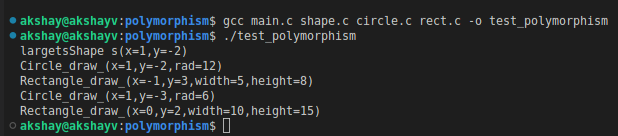 akshay@akshayv:polymorphism$ gcc main.c shape.c circle.c rect.c -o test_polymorphism
akshay@akshayv:polymorphism$ ./test_polymorphism
largetsShape s(x=1,y=-2)
Circle_draw_(x=1,y=-2,rad=12)
Rectangle_draw_(x=-1,y=3,width=5,height=8)
Circle_draw_(x=1,y=-3,rad=6)
Rectangle_draw_(x=0,y=2,width=10,height=15)
akshay@akshayv:polymorphism$